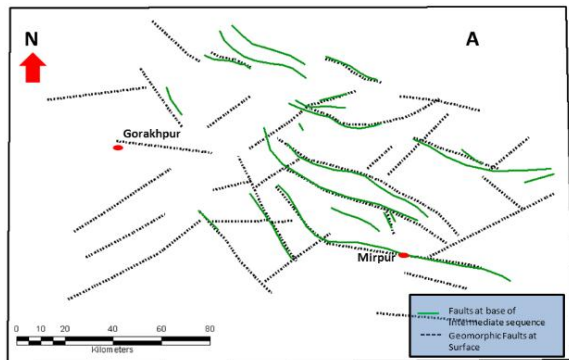 N
A
Gorakhpur
Mirpur
0 10 20 40 60 80
Kilometers
Faults at base of
Intermediate sequence
Geomorphic Faults at
Surface